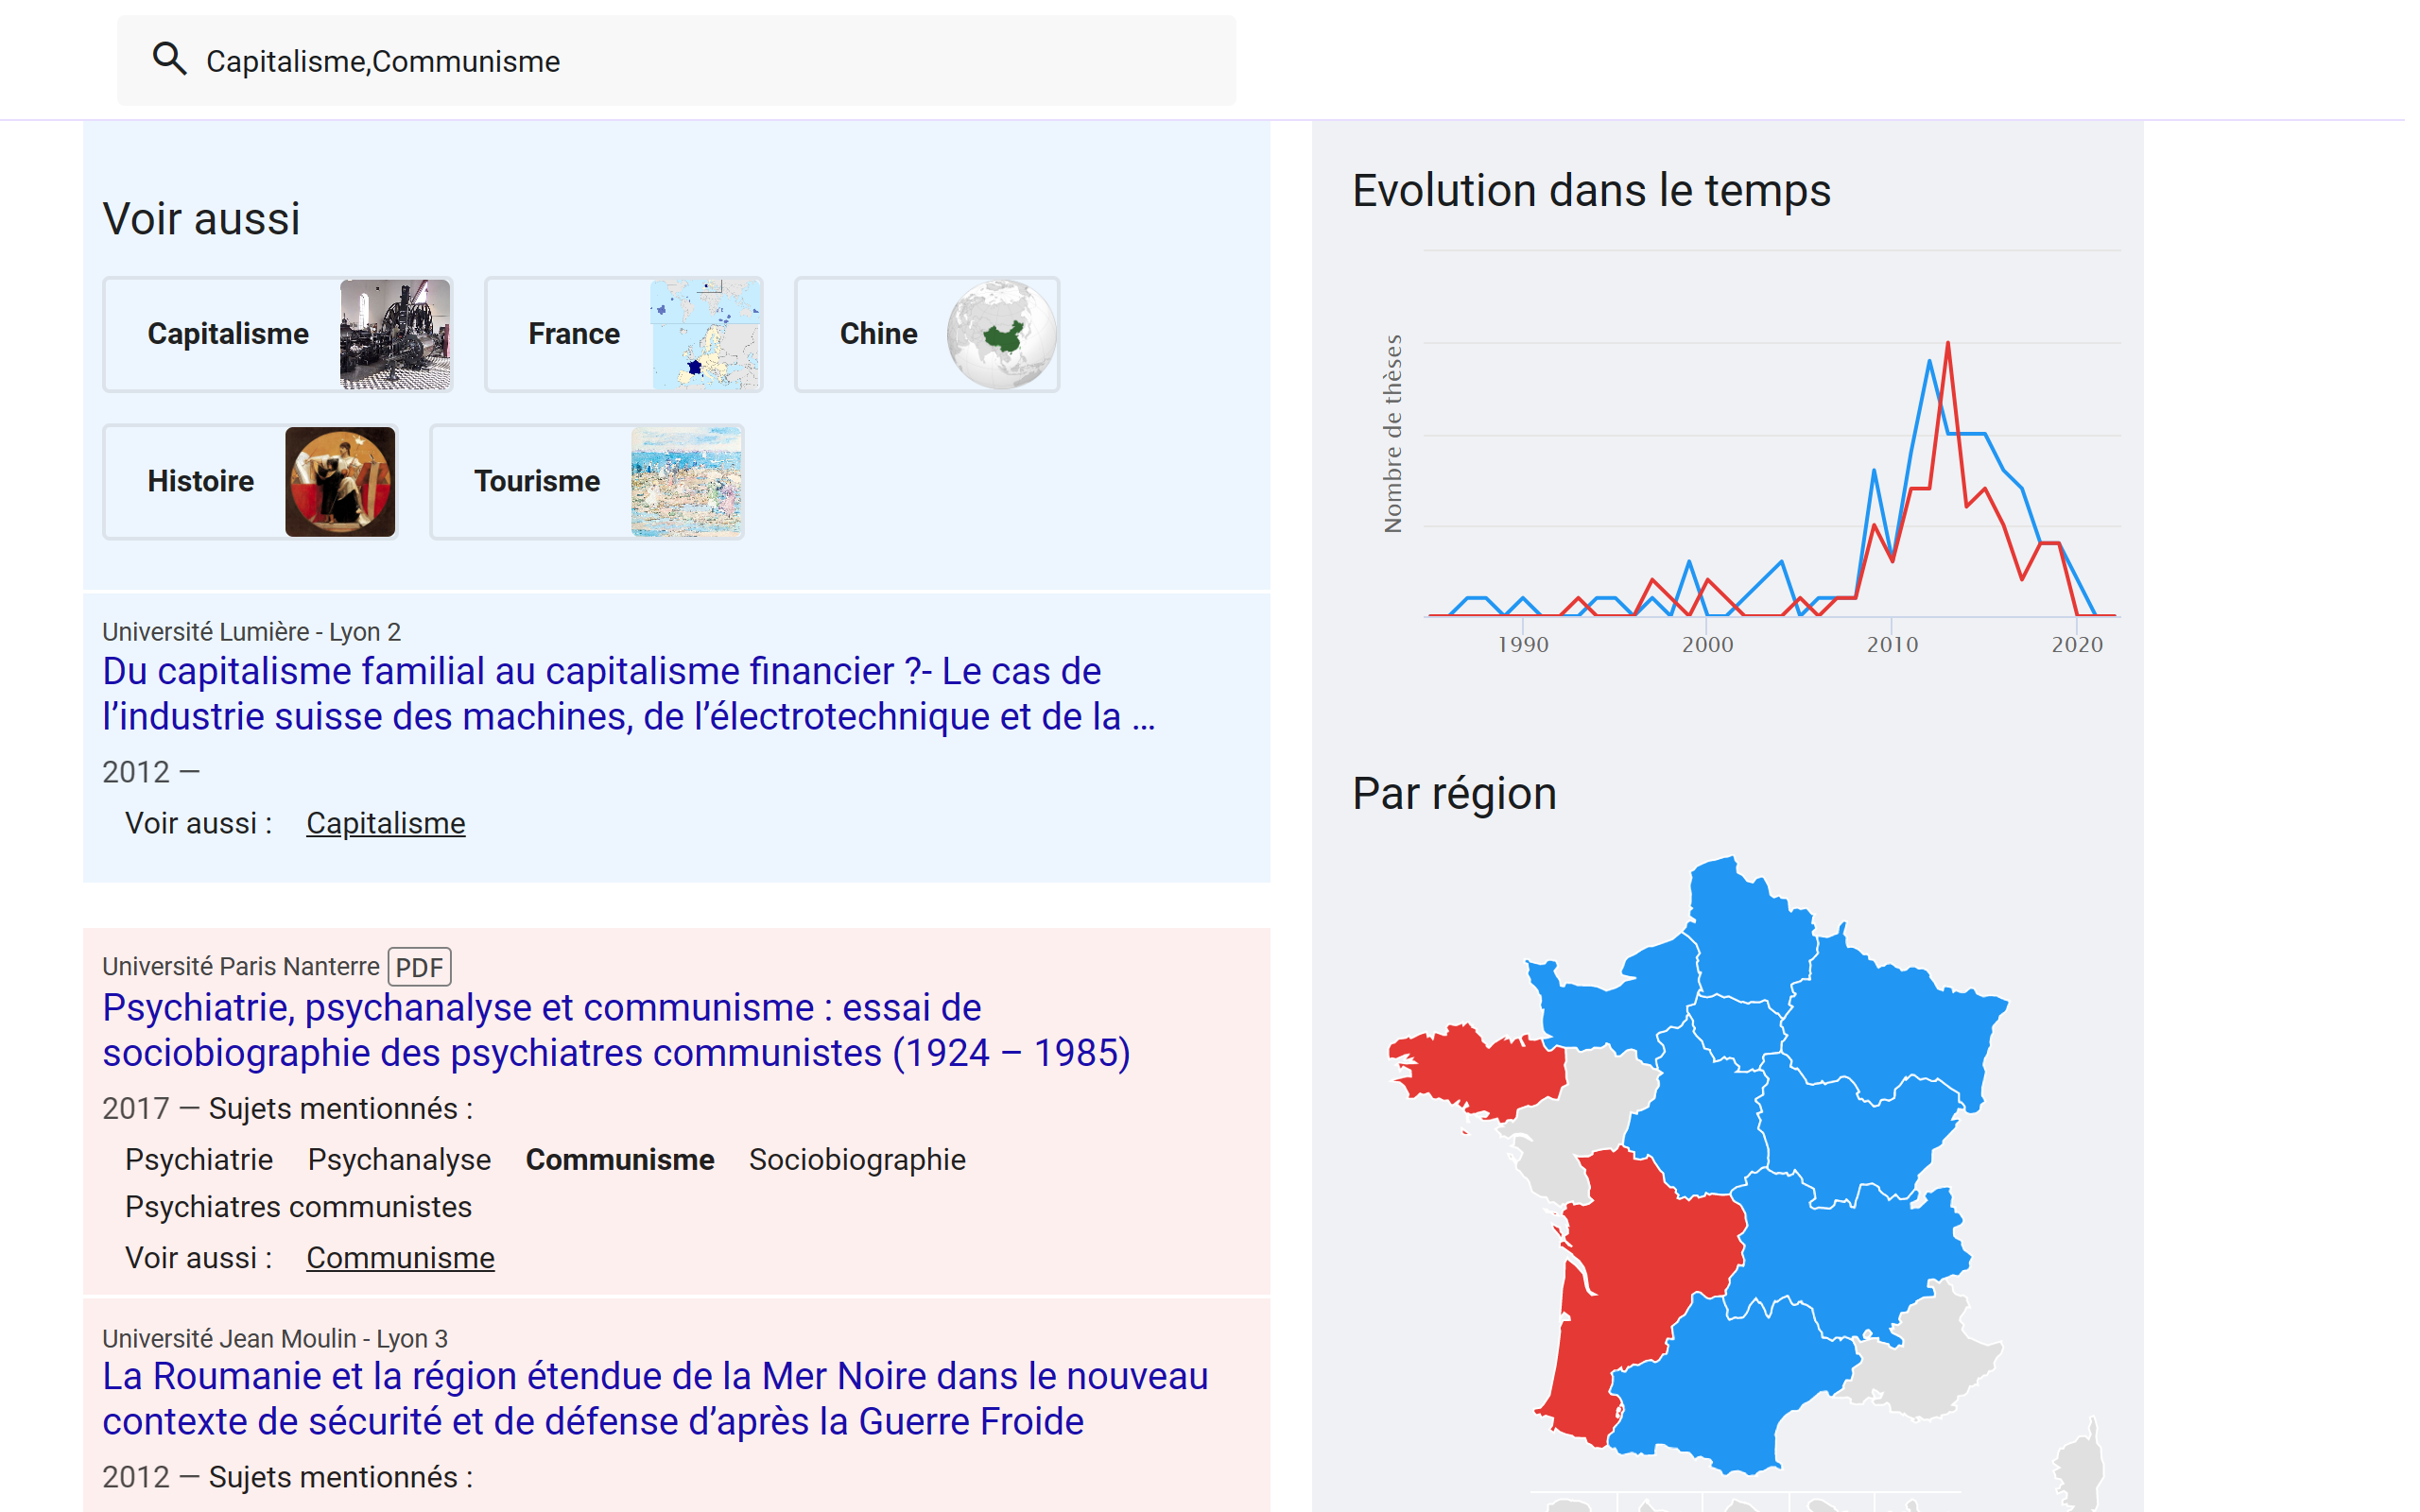 Capitalisme,Communisme
Voir aussi
Capitalisme
France
Chine
Histoire
Tourisme
Université Lumière - Lyon 2
Du capitalisme familial au capitalisme financier ?- Le cas de
l’industrie suisse des machines, de l’électrotechnique et de la ...
2012 —
Voir aussi : Capitalisme
Université Paris Nanterre PDF
Psychiatrie, psychanalyse et communisme : essai de
sociobiographie des psychiatres communistes (1924 – 1985)
2017 — Sujets mentionnés :
Psychiatrie Psychanalyse Communisme Sociobiographie
Psychiatres communistes
Voir aussi : Communisme
Université Jean Moulin - Lyon 3
La Roumanie et la région étendue de la Mer Noire dans le nouveau
contexte de sécurité et de défense d’après la Guerre Froide
2012 — Sujets mentionnés :
Evolution dans le temps
Nombre de thèses
1990 2000 2010 2020
Par région